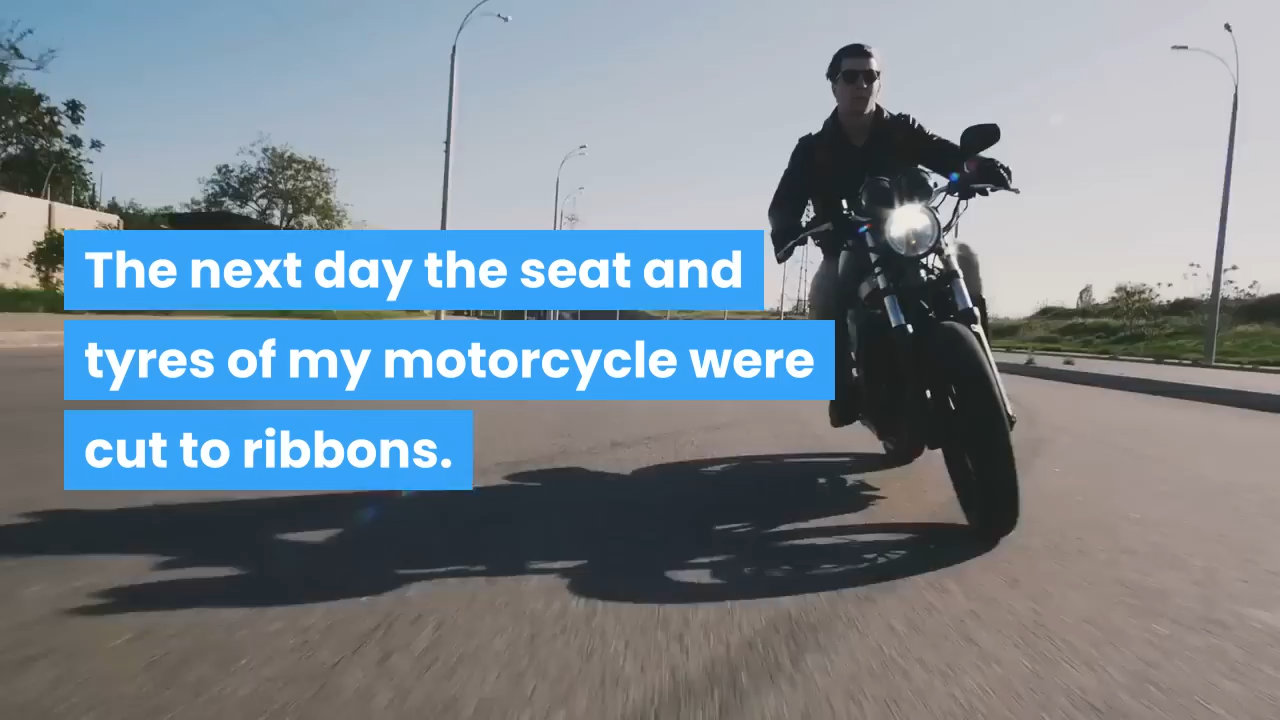 The next day the seat and
tyres of my motorcycle were
cut to ribbons.